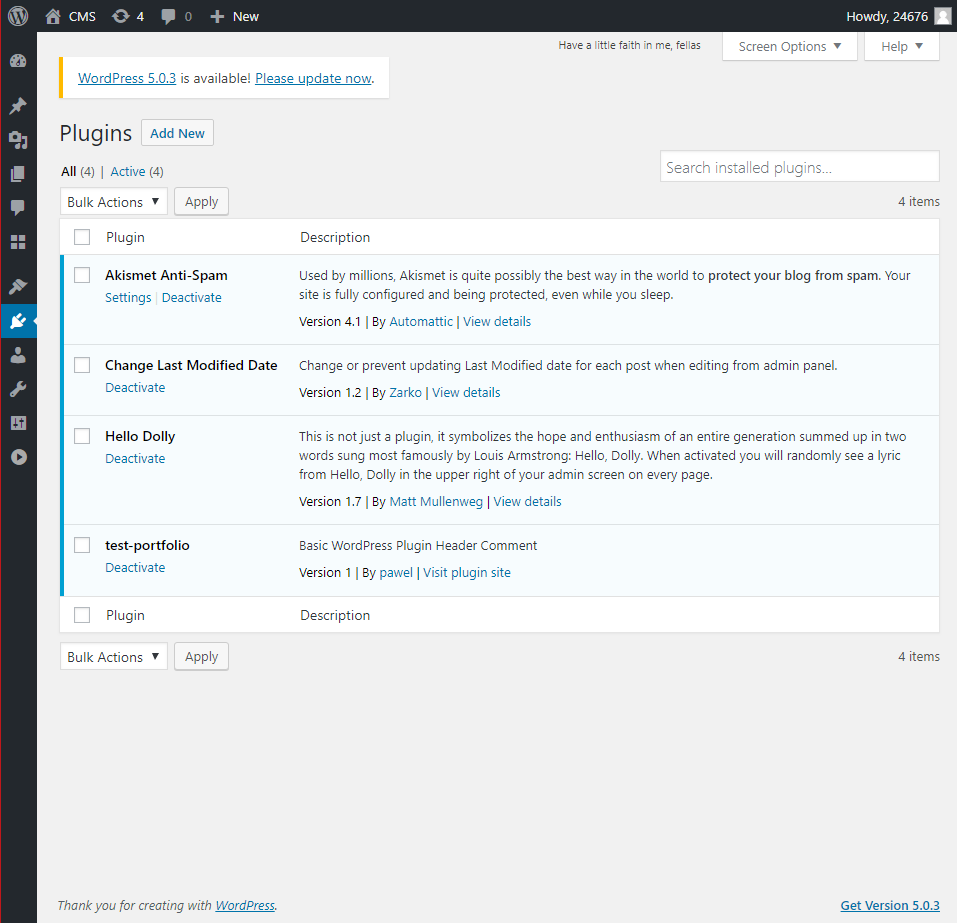 CMS 4 0 New Howdy, 24676
Have a little faith in me, fellas Screen Options ▼ Help ▼
WordPress 5.0.3 is available! Please update now.
Plugins Add New
All (4) | Active (4)
Search installed plugins...
Bulk Actions ▼ Apply 4 items
Plugin Description
Akismet Anti-Spam
Settings | Deactivate
Used by millions, Akismet is quite possibly the best way in the world to protect your blog from spam. Your
site is fully configured and being protected, even while you sleep.
Version 4.1 | By Automattic | View details
Change Last Modified Date
Deactivate
Change or prevent updating Last Modified date for each post when editing from admin panel.
Version 1.2 | By Zarko | View details
Hello Dolly
Deactivate
This is not just a plugin, it symbolizes the hope and enthusiasm of an entire generation summed up in two
words sung most famously by Louis Armstrong: Hello, Dolly. When activated you will randomly see a lyric
from Hello, Dolly in the upper right of your admin screen on every page.
Version 1.7 | By Matt Mullenweg | View details
test-portfolio
Deactivate
Basic WordPress Plugin Header Comment
Version 1 | By pawel | Visit plugin site
Plugin Description
Bulk Actions ▼ Apply 4 items
Thank you for creating with WordPress. Get Version 5.0.3